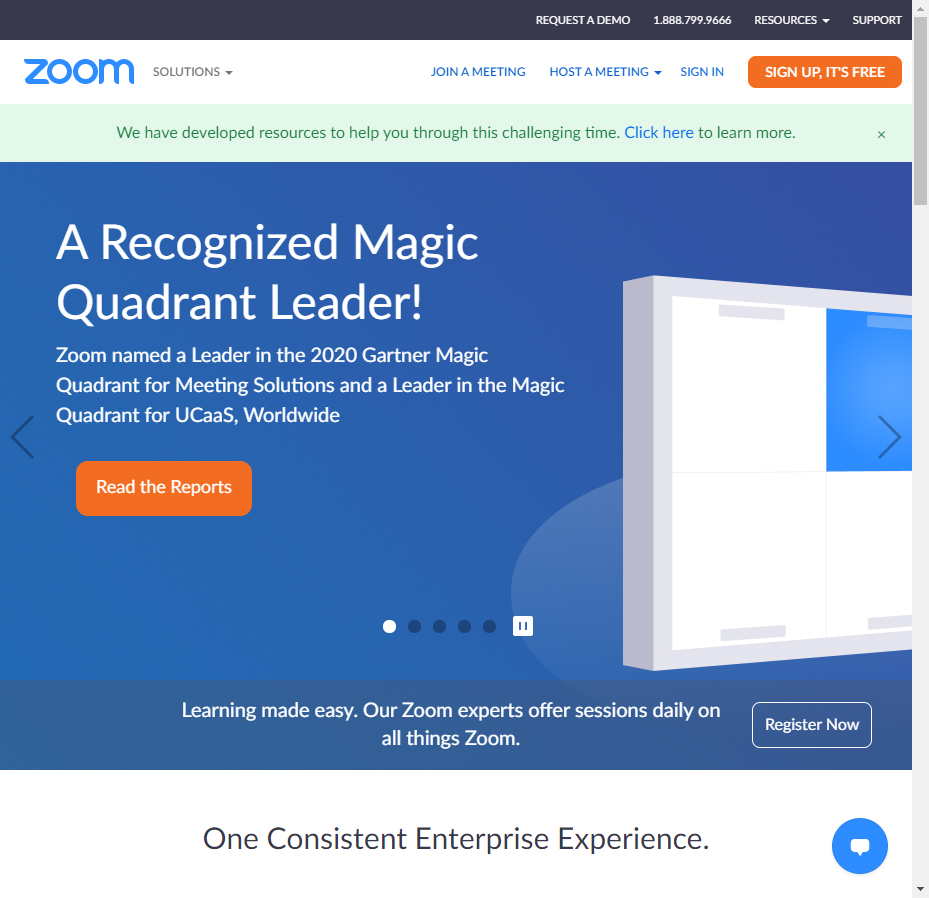 REQUEST A DEMO 1.888.799.9666 RESOURCES SUPPORT
zoom SOLUTIONS JOIN A MEETING HOST A MEETING SIGN IN SIGN UP, IT'S FREE
We have developed resources to help you through this challenging time. Click here to learn more. ×
A Recognized Magic
Quadrant Leader!
Zoom named a Leader in the 2020 Gartner Magic
Quadrant for Meeting Solutions and a Leader in the Magic
Quadrant for UCaaS, Worldwide
Read the Reports
Learning made easy. Our Zoom experts offer sessions daily on
all things Zoom.
Register Now
One Consistent Enterprise Experience.